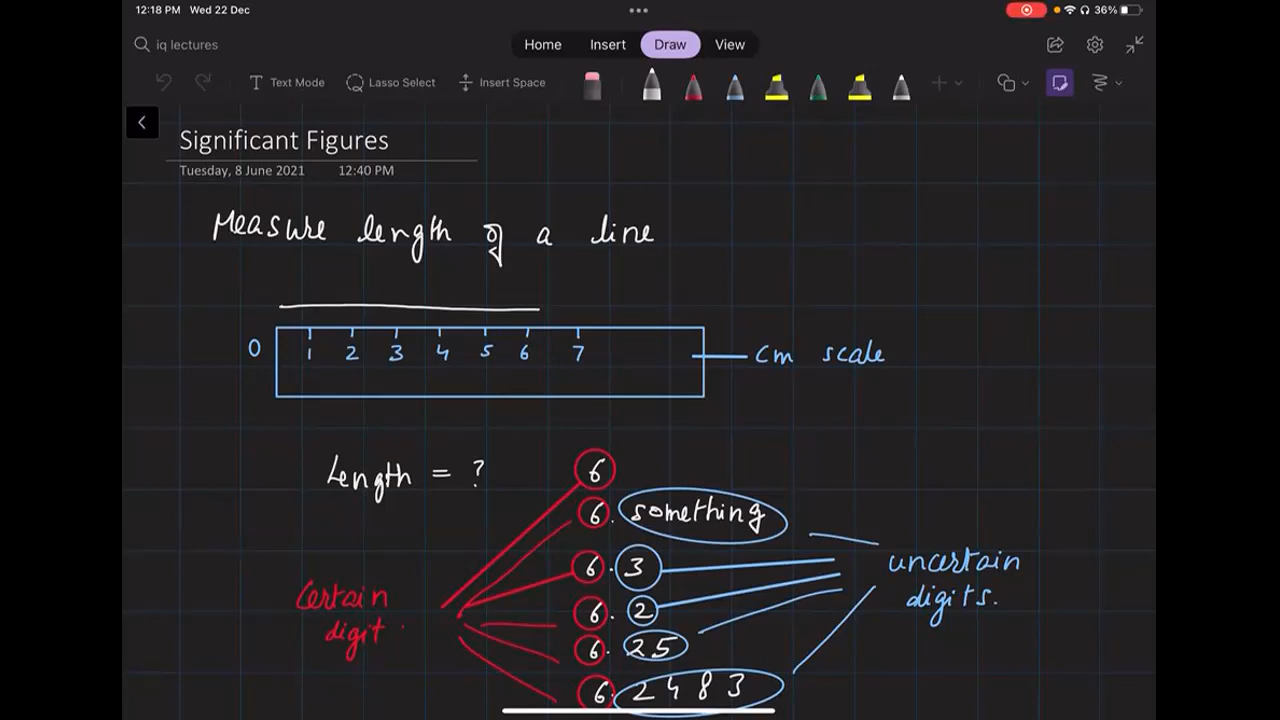 12:18 PM Wed 22 Dec
36%
iq lectures
Home Insert Draw View
Text Mode Lasso Select Insert Space
Significant Figures
Tuesday, 8 June 2021 12:40 PM
Measure length of a line
0 1 2 3 4 5 6 7 cm scale
Length = ? 6
6. something
6.3
uncertain
digits.
6.2
Certain
digit
6.25
6.2483